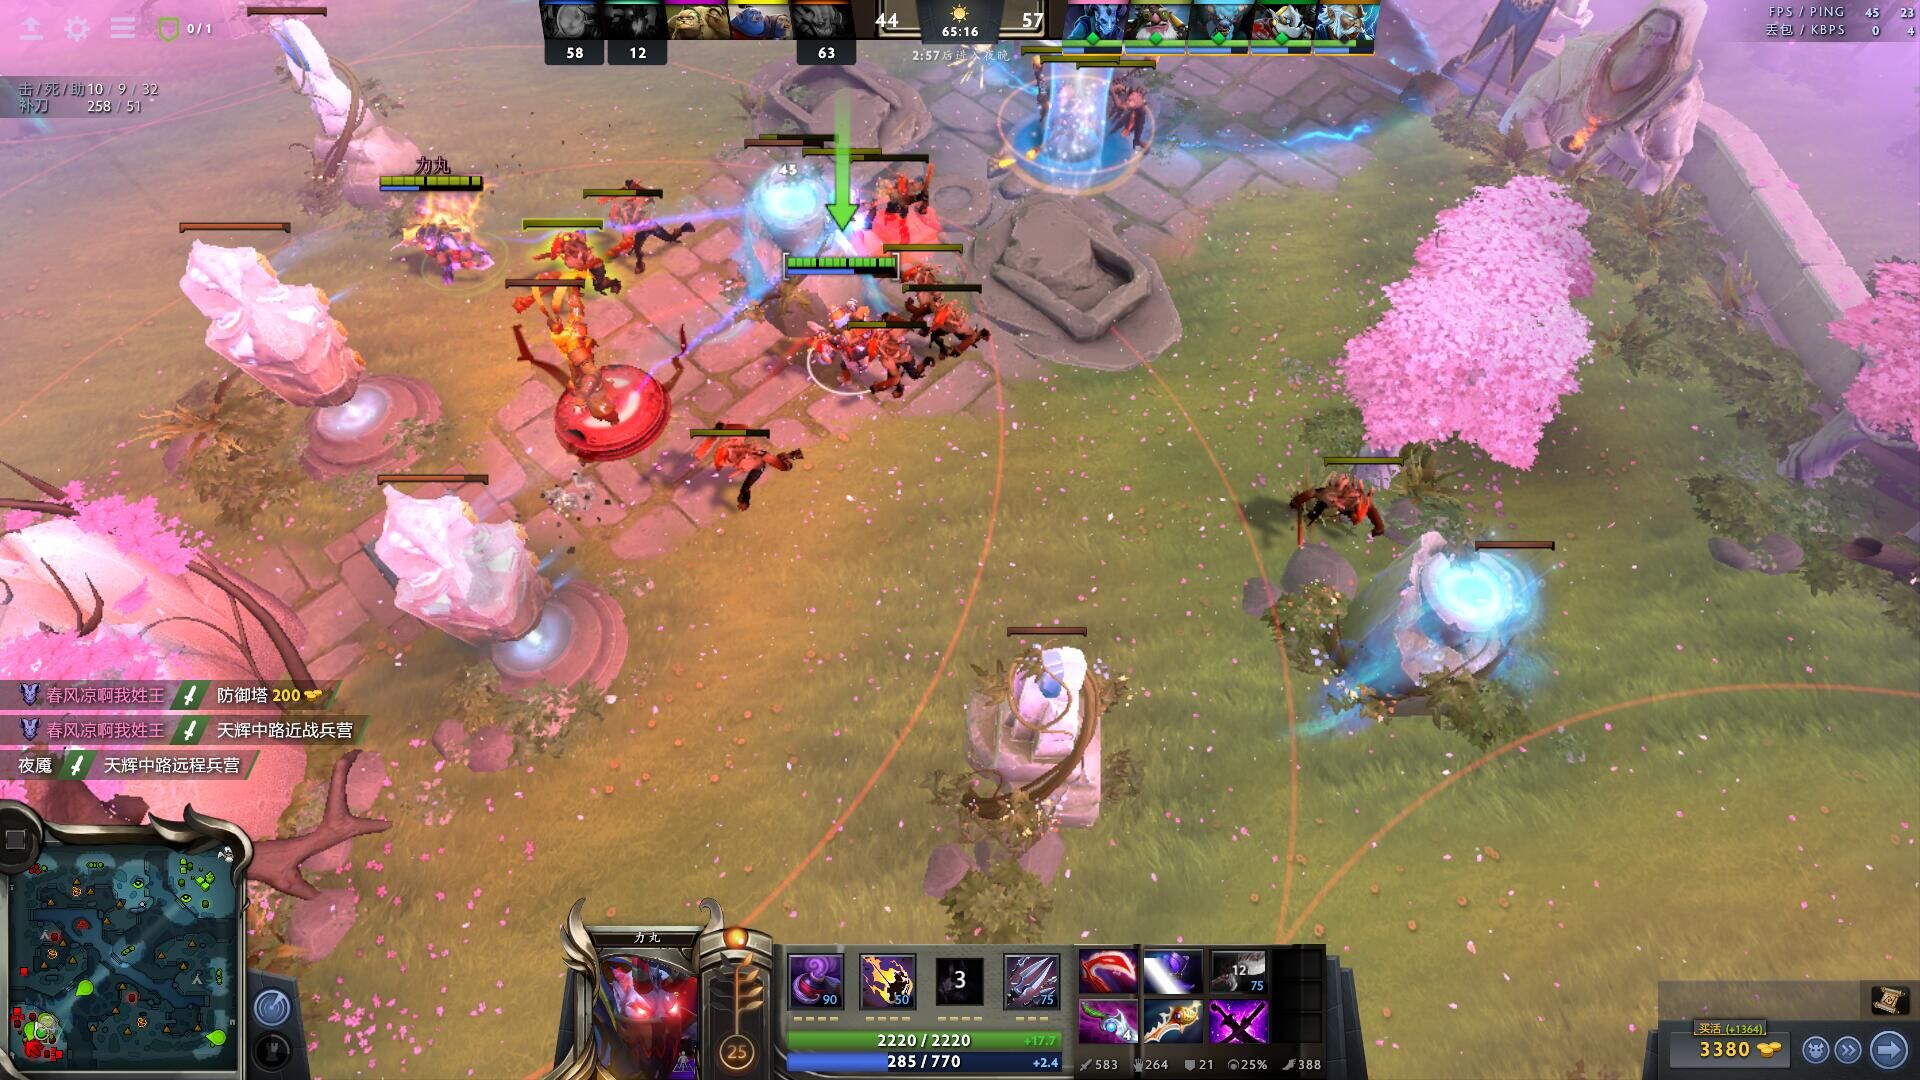 0 / 1
58
12
63
44
65:16
57
2:57后进入夜晚
FPS / PING 45 23
丢包 / KBPS 0 4
击/死/助 10 / 9 / 32
补刀 258 / 51
力丸
45
春风凉啊我姓王 防御塔 200
春风凉啊我姓王 天辉中路近战兵营
夜魇 天辉中路远程兵营
力丸
25
90
50
3
75
12
75
4
2220 / 2220 +17.7
285 / 770 +2.4
583 264 21 25% 388
买活 (+1364)
3380